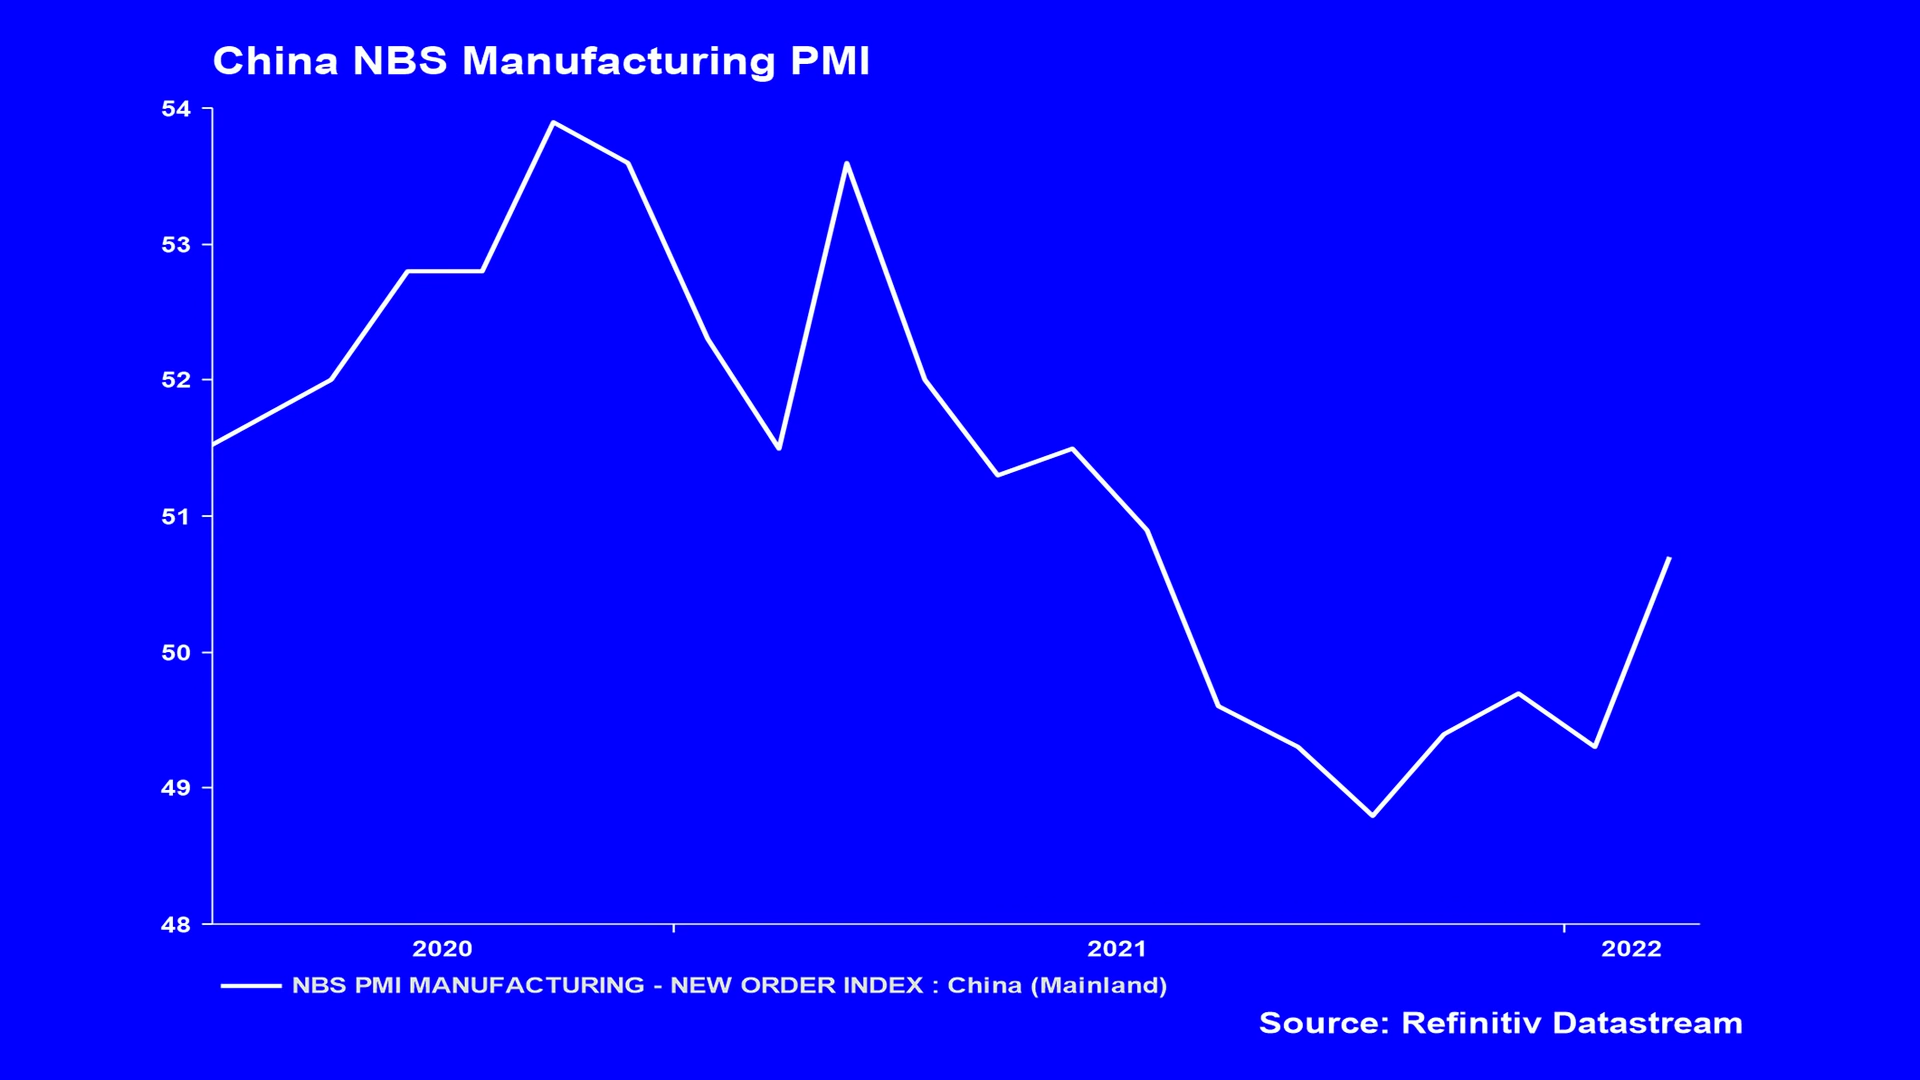 China NBS Manufacturing PMI
54
53
52
51
50
49
48
2020 2021 2022
NBS PMI MANUFACTURING - NEW ORDER INDEX : China (Mainland)
Source: Refinitiv Datastream